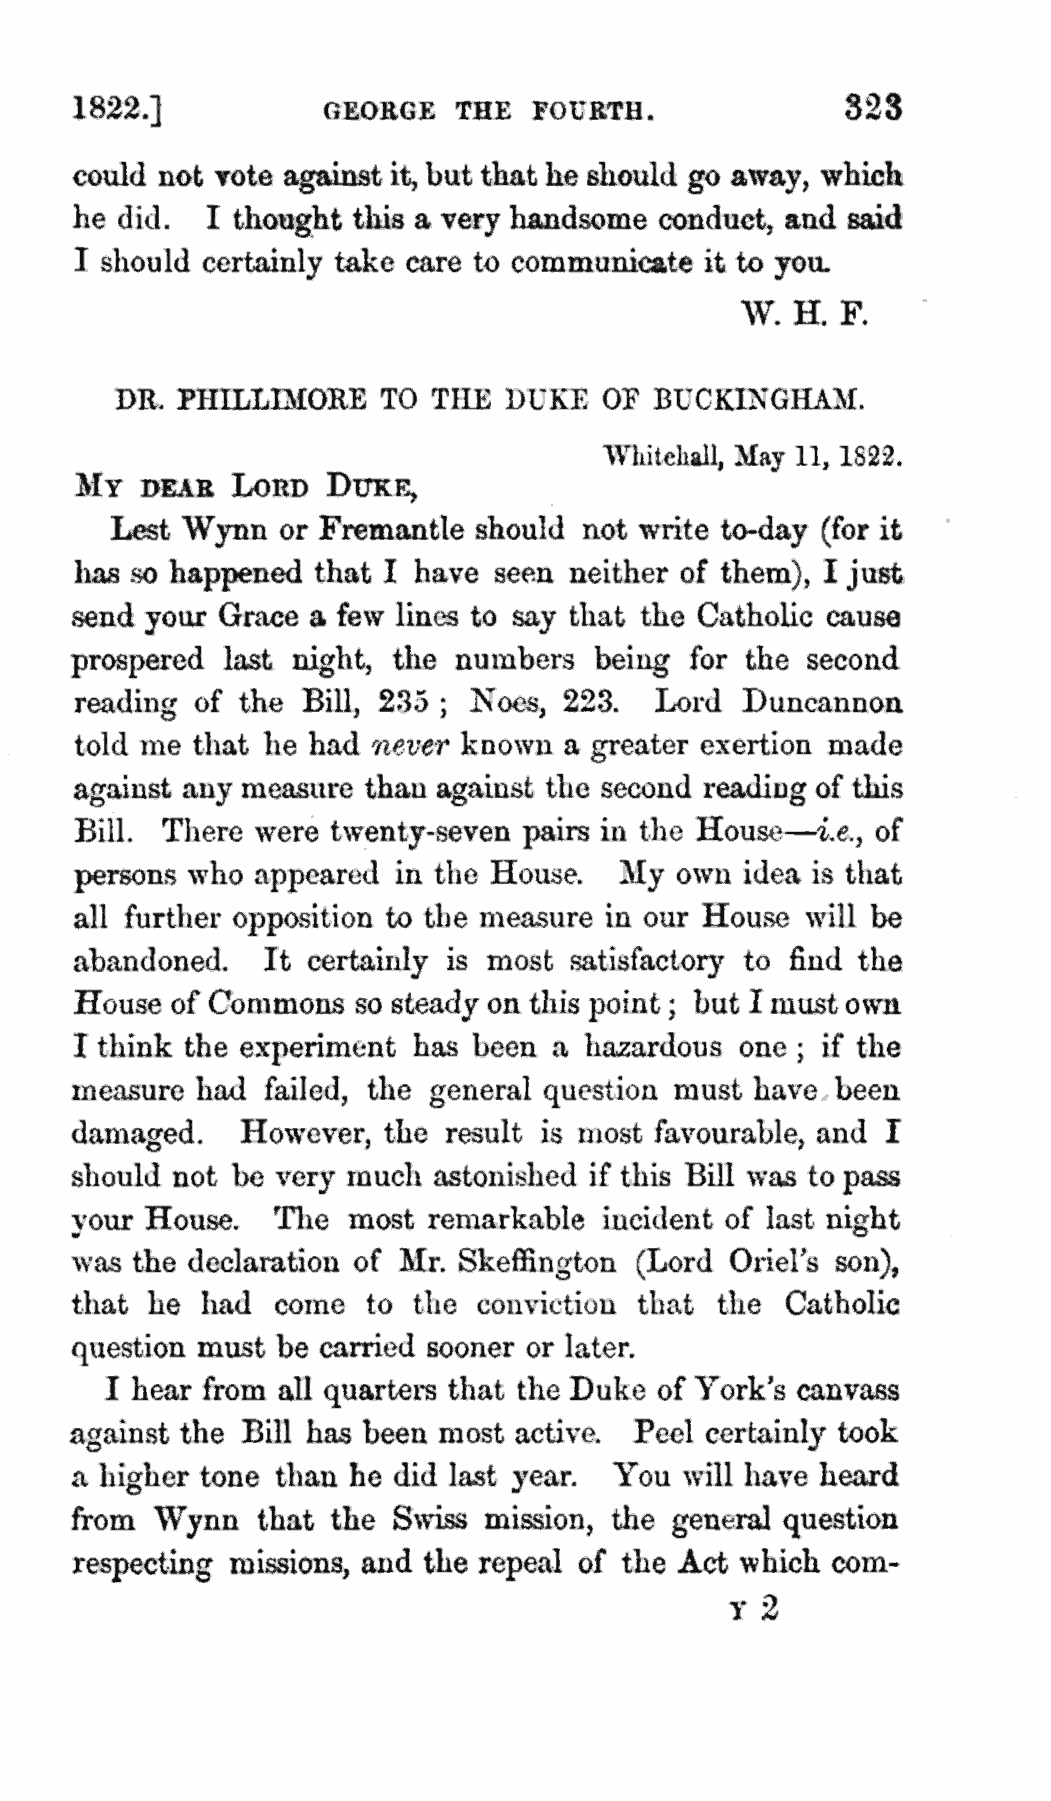 1822.] GEORGE THE FOURTH. 323
could not vote against it, but that he should go away, which
he did. I thought this a very handsome conduct, and said
I should certainly take care to communicate it to you.
W. H. F.
DR. PHILLIMORE TO THE DUKE OF BUCKINGHAM.
Whitehall, May 11, 1822.
MY DEAR LORD DUKE,
Lest Wynn or Fremantle should not write to-day (for it
has so happened that I have seen neither of them), I just
send your Grace a few lines to say that the Catholic cause
prospered last night, the numbers being for the second
reading of the Bill, 235 ; Noes, 223. Lord Duncannon
told me that he had never known a greater exertion made
against any measure than against the second reading of this
Bill. There were twenty-seven pairs in the House—i.e., of
persons who appeared in the House. My own idea is that
all further opposition to the measure in our House will be
abandoned. It certainly is most satisfactory to find the
House of Commons so steady on this point ; but I must own
I think the experiment has been a hazardous one ; if the
measure had failed, the general question must have been
damaged. However, the result is most favourable, and I
should not be very much astonished if this Bill was to pass
your House. The most remarkable incident of last night
was the declaration of Mr. Skeffington (Lord Oriel's son),
that he had come to the conviction that the Catholic
question must be carried sooner or later.
I hear from all quarters that the Duke of York's canvass
against the Bill has been most active. Peel certainly took
a higher tone than he did last year. You will have heard
from Wynn that the Swiss mission, the general question
respecting missions, and the repeal of the Act which com-
Y 2